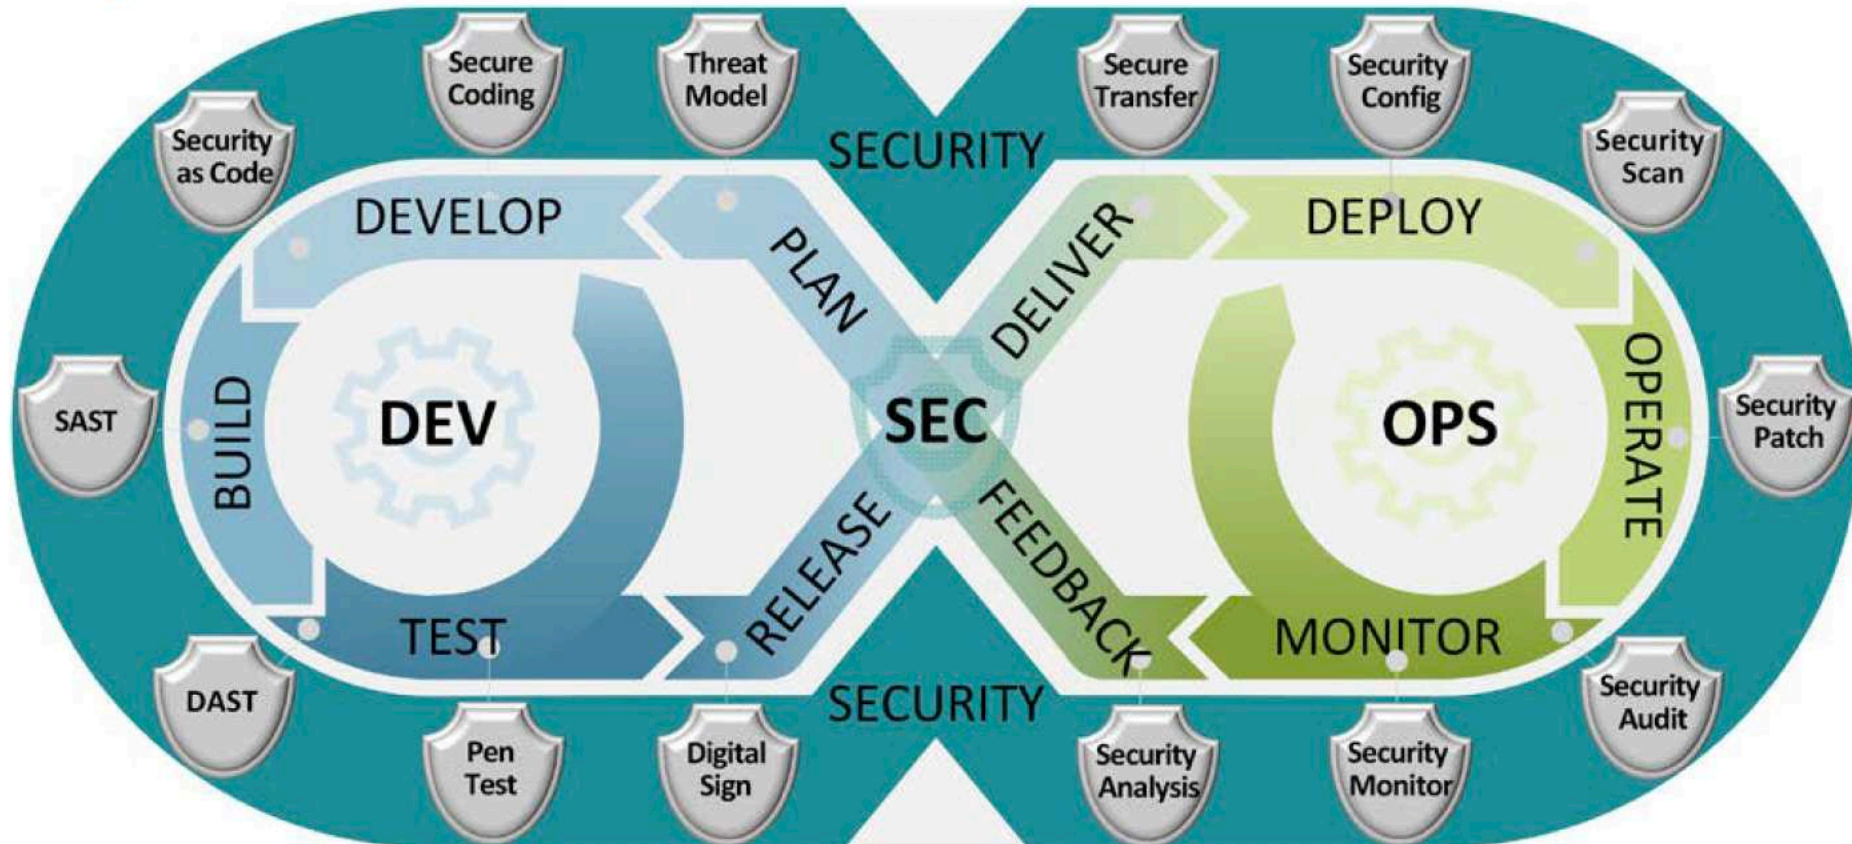 Secure
Coding
Threat
Model
Secure
Transfer
Security
Config
Security
as Code
SECURITY
Security
Scan
DEVELOP
PLAN
DELIVER
DEPLOY
SAST
BUILD
DEV
SEC
OPS
OPERATE
Security
Patch
TEST
RELEASE
FEEDBACK
MONITOR
DAST
SECURITY
Security
Audit
Pen
Test
Digital
Sign
Security
Analysis
Security
Monitor